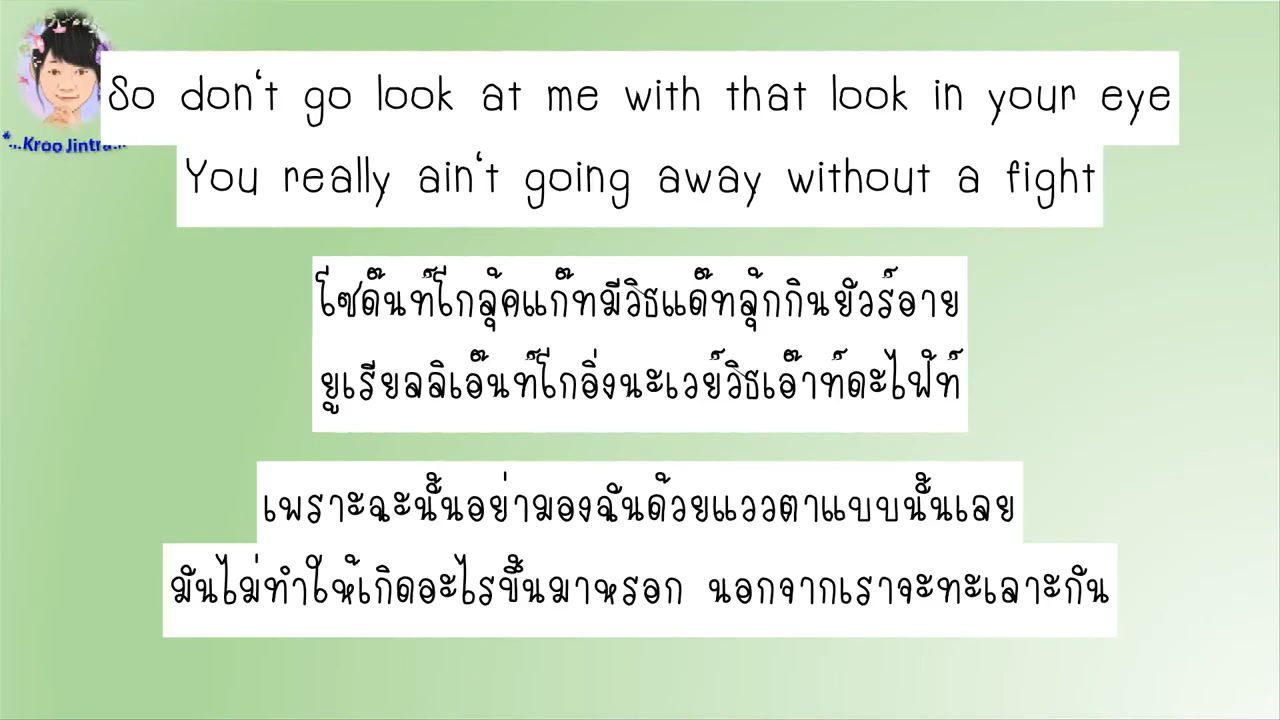 *...Kroo Jintra...
So don't go look at me with that look in your eye
You really ain't going away without a fight
โซด๊นท์โกลุ้คแก๊ทมีวิธแด๊ทลุ้กกินยัวร์อาย
ยูเรียลลิเอ๊นท์โกอิ่งนะเวย์วิธเอ๊าท์ดะไฟ้ท์
เพราะฉะนั้นอย่ามองฉันด้วยแววตาแบบนั้นเลย
มันไม่ทำให้เกิดอะไรขึ้นมาหรอก นอกจากเราจะทะเลาะกัน